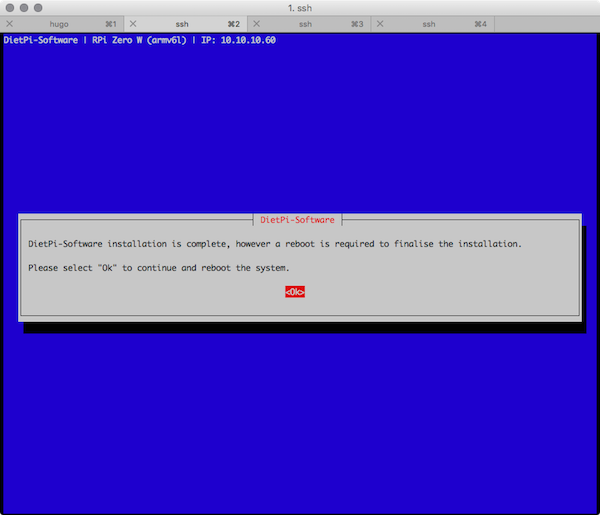 1. ssh
hugo ⌘1 ssh ⌘2 ssh ⌘3 ssh ⌘4
DietPi-Software | RPi Zero W (armv6l) | IP: 10.10.10.60
DietPi-Software
DietPi-Software installation is complete, however a reboot is required to finalise the installation.
Please select "Ok" to continue and reboot the system.
<Ok>